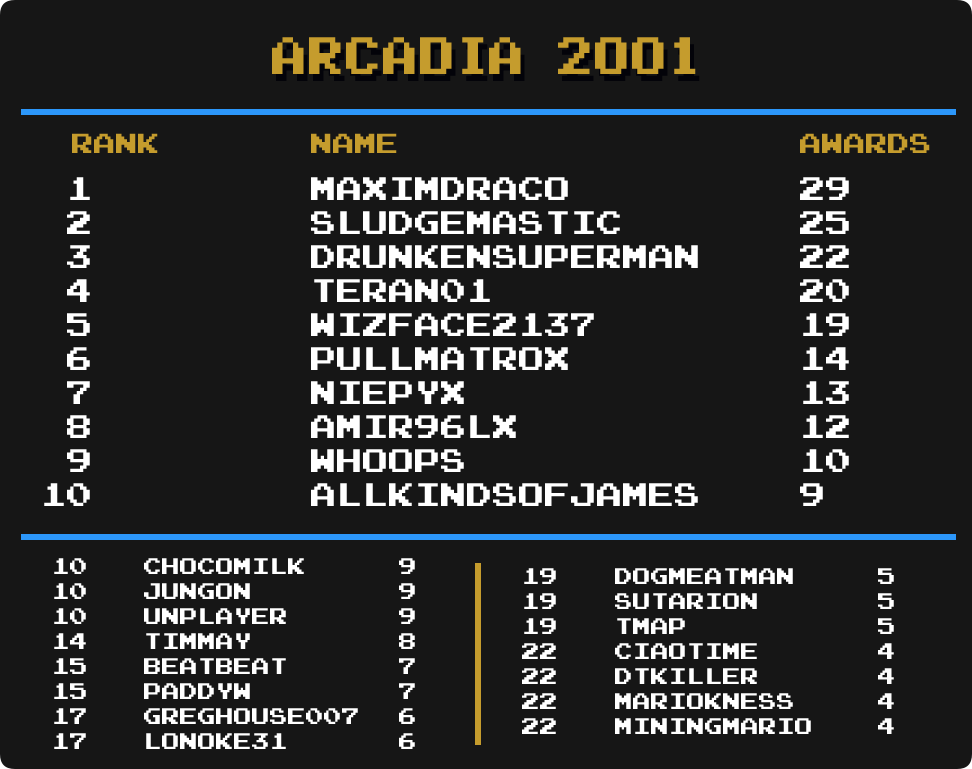 ARCADIA 2001
RANK NAME AWARDS
1 MAXIMDRACO 29
2 SLUDGEMASTIC 25
3 DRUNKENSUPERMAN 22
4 TERAN01 20
5 WIZFACE2137 19
6 PULLMATROX 14
7 NIEPYX 13
8 AMIR96LX 12
9 WHOOPS 10
10 ALLKINDSOFJAMES 9
10 CHOCOMILK 9
10 JUNGON 9
10 UNPLAYER 9
14 TIMMAY 8
15 BEATBEAT 7
15 PADDYW 7
17 GREGHOUSE007 6
17 LONOKE31 6
19 DOGMEATMAN 5
19 SUTARION 5
19 TMAP 5
22 CIAOTIME 4
22 DTKILLER 4
22 MARIOKNESS 4
22 MININGMARIO 4